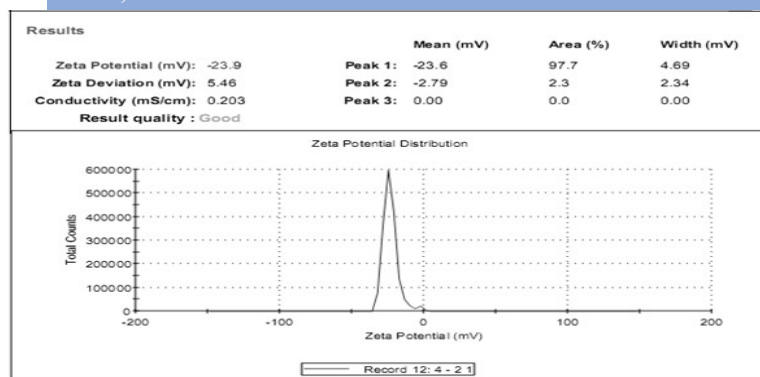 Results
Mean (mV) Area (%) Width (mV)
Zeta Potential (mV): -23.9 Peak 1: -23.6 97.7 4.69
Zeta Deviation (mV): 5.46 Peak 2: -2.79 2.3 2.34
Conductivity (mS/cm): 0.203 Peak 3: 0.00 0.0 0.00
Result quality : Good
Zeta Potential Distribution
Total Counts
600000
500000
400000
300000
200000
100000
0
-200 -100 0 100 200
Zeta Potential (mV)
Record 12: 4 - 2 1